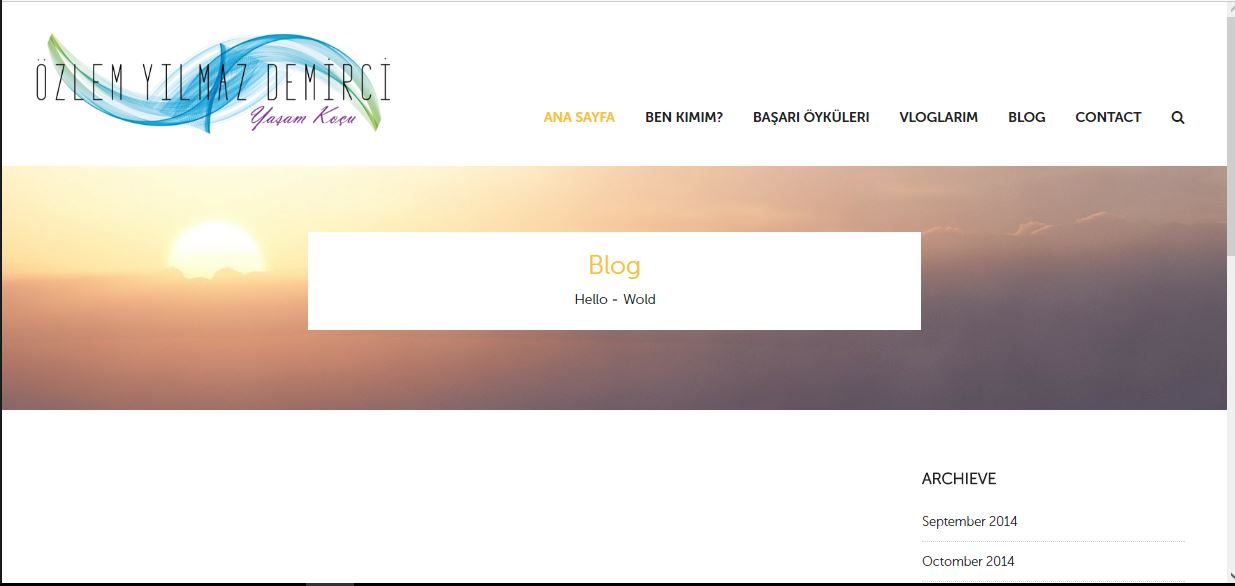 ÖZLEM YILMAZ DEMİRCİ
Yaşam Koçu
ANA SAYFA BEN KIMIM? BAŞARI ÖYKÜLERI VLOGLARIM BLOG CONTACT
Blog
Hello - Wold
ARCHIEVE
September 2014
Octomber 2014